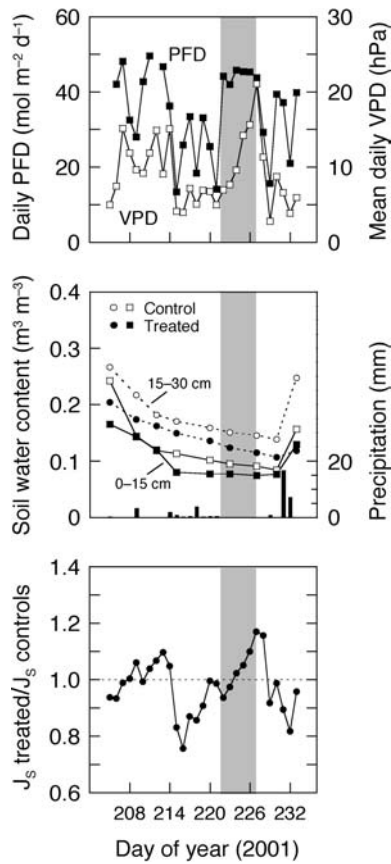 60
40
20
0
Daily PFD (mol m⁻² d⁻¹)
PFD
VPD
30
20
10
0
Mean daily VPD (hPa)
0.4
0.3
0.2
0.1
0
Soil water content (m³ m⁻³)
Control
Treated
15–30 cm
0–15 cm
20
0
Precipitation (mm)
1.4
1.2
1.0
0.8
0.6
J_S treated/J_S controls
208 214 220 226 232
Day of year (2001)